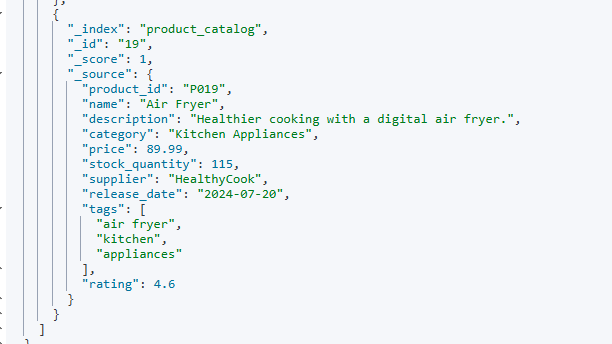 },
{
"_index": "product_catalog",
"_id": "19",
"_score": 1,
"_source": {
"product_id": "P019",
"name": "Air Fryer",
"description": "Healthier cooking with a digital air fryer.",
"category": "Kitchen Appliances",
"price": 89.99,
"stock_quantity": 115,
"supplier": "HealthyCook",
"release_date": "2024-07-20",
"tags": [
"air fryer",
"kitchen",
"appliances"
],
"rating": 4.6
}
}
]
}